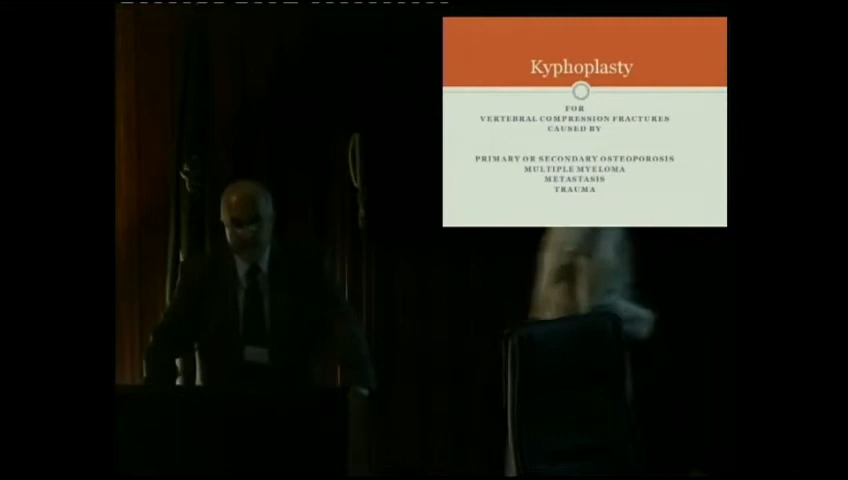 Kyphoplasty
FOR
VERTEBRAL COMPRESSION FRACTURES
CAUSED BY
PRIMARY OR SECONDARY OSTEOPOROSIS
MULTIPLE MYELOMA
METASTASIS
TRAUMA